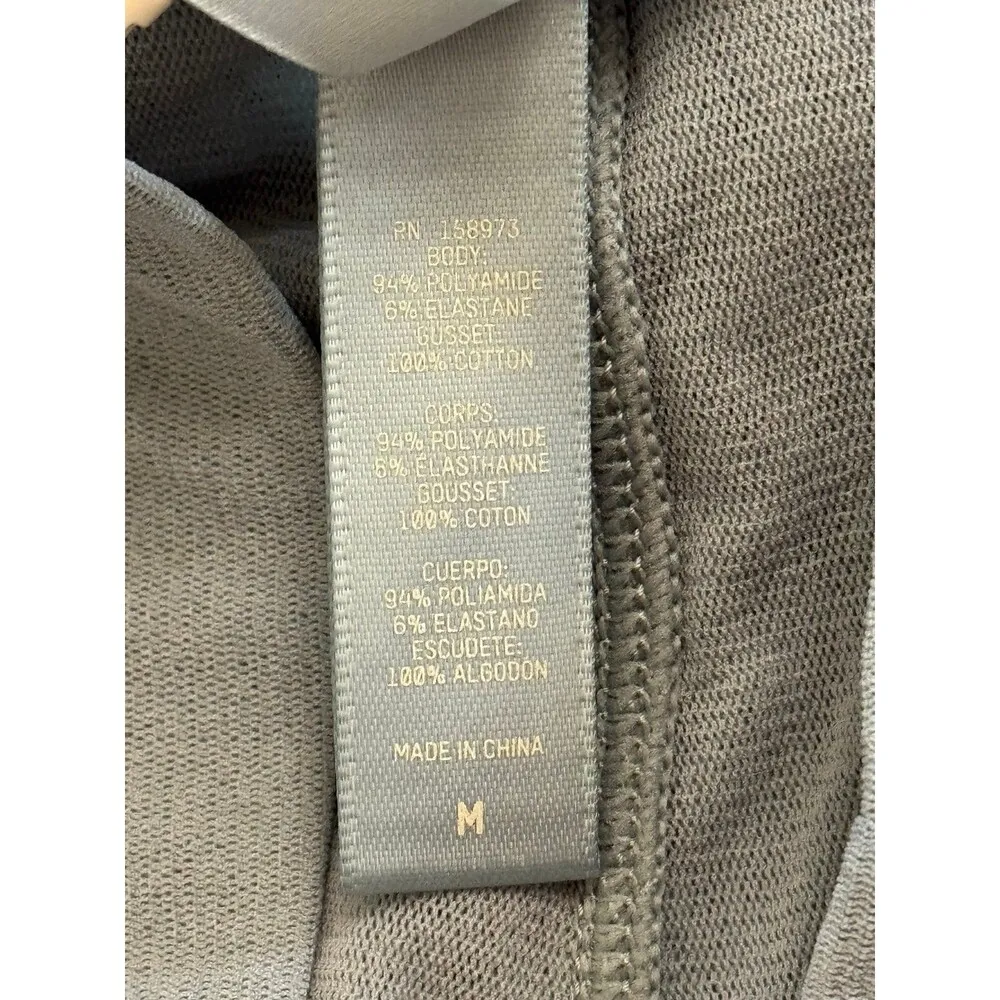 RN 158973
BODY:
94% POLYAMIDE
6% ELASTANE
GUSSET:
100% COTTON
CORPS:
94% POLYAMIDE
6% ÉLASTHANNE
GOUSSET:
100% COTON
CUERPO:
94% POLIAMIDA
6% ELASTANO
ESCUDETE:
100% ALGODÓN
MADE IN CHINA
M